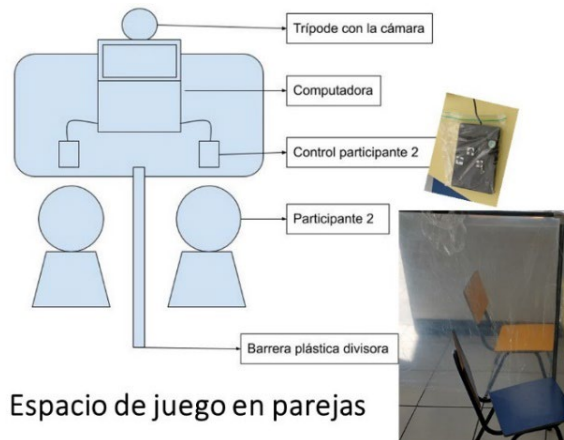 Trípode con la cámara
Computadora
Control participante 2
Participante 2
Barrera plástica divisora
Espacio de juego en parejas